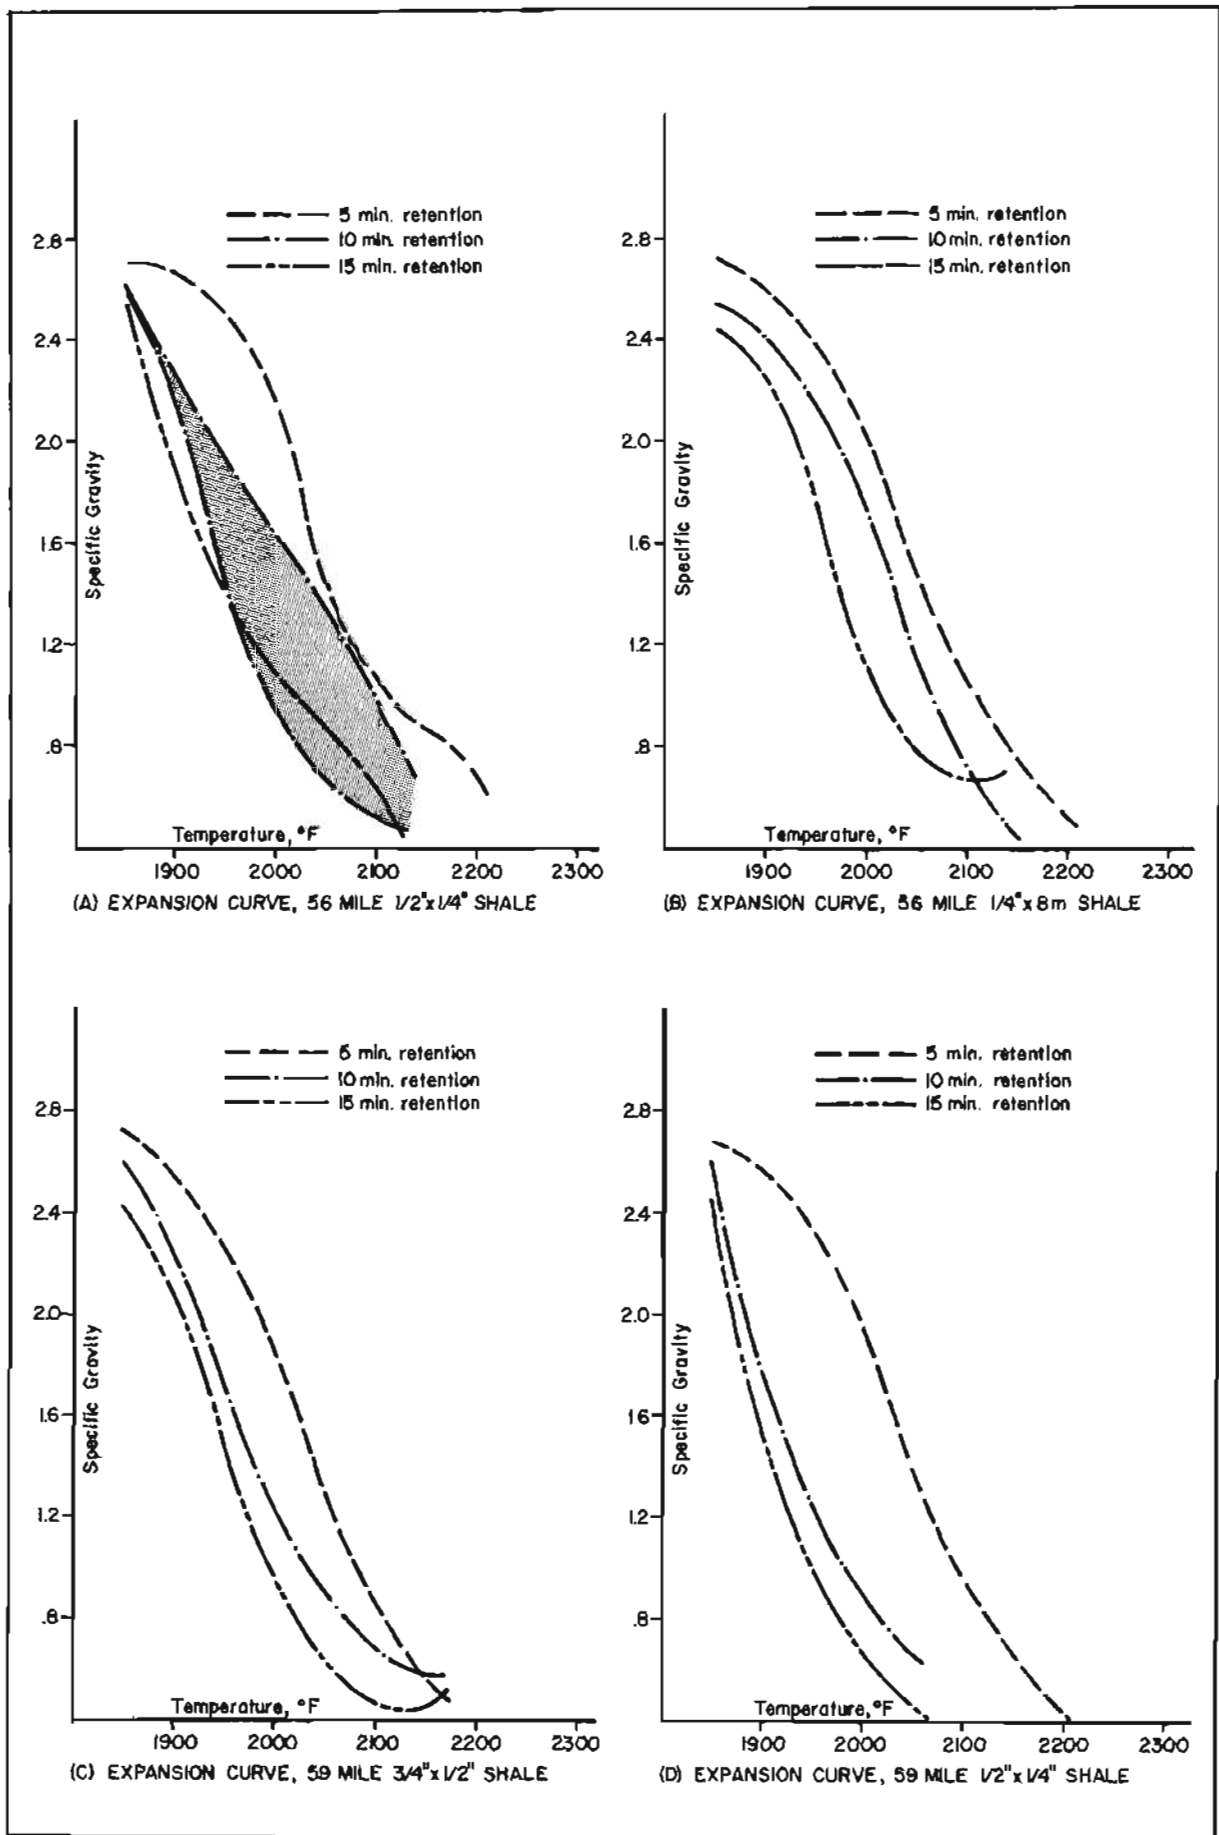 5 min. retention
10 min. retention
15 min. retention
2.8
2.4
2.0
1.6
1.2
.8
Specific Gravity
Temperature, °F
1900 2000 2100 2200 2300
(A) EXPANSION CURVE, 56 MILE 1/2"x1/4" SHALE
5 min. retention
10 min. retention
15 min. retention
2.8
2.4
2.0
1.6
1.2
.8
Specific Gravity
Temperature, °F
1900 2000 2100 2200 2300
(B) EXPANSION CURVE, 56 MILE 1/4"x8m SHALE
5 min. retention
10 min. retention
15 min. retention
2.8
2.4
2.0
1.6
1.2
.8
Specific Gravity
Temperature, °F
1900 2000 2100 2200 2300
(C) EXPANSION CURVE, 59 MILE 3/4"x1/2" SHALE
5 min. retention
10 min. retention
15 min. retention
2.8
2.4
2.0
1.6
1.2
.8
Specific Gravity
Temperature, °F
1900 2000 2100 2200 2300
(D) EXPANSION CURVE, 59 MILE 1/2"x1/4" SHALE